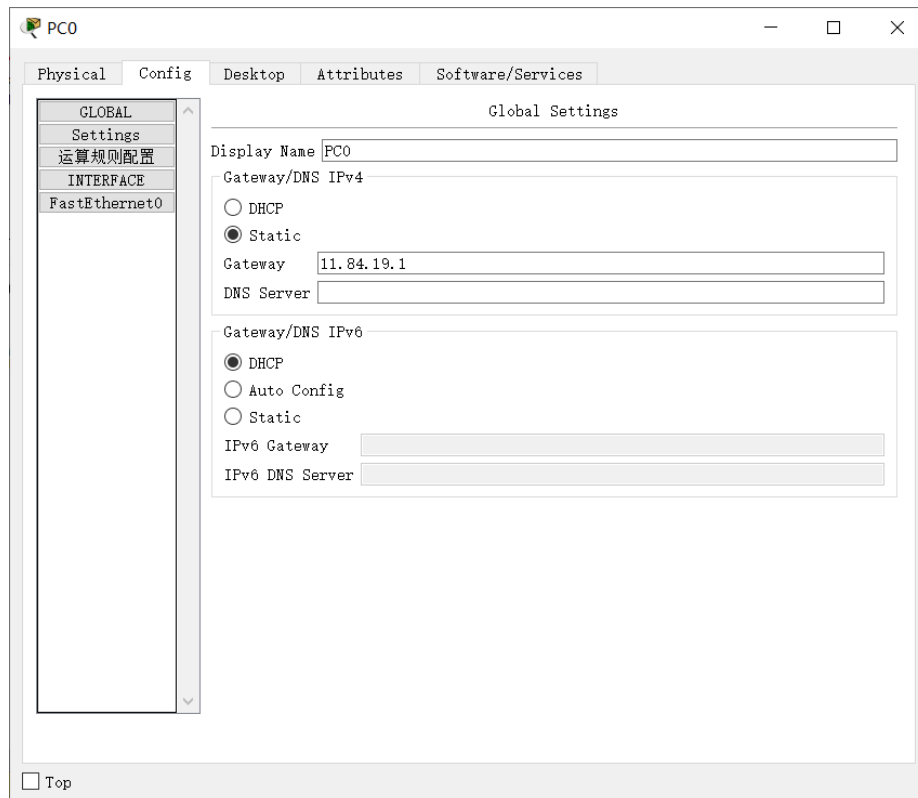 PC0
Physical Config Desktop Attributes Software/Services
GLOBAL
Settings
运算规则配置
INTERFACE
FastEthernet0
Global Settings
Display Name PC0
Gateway/DNS IPv4
DHCP
Static
Gateway 11.84.19.1
DNS Server
Gateway/DNS IPv6
DHCP
Auto Config
Static
IPv6 Gateway
IPv6 DNS Server
Top